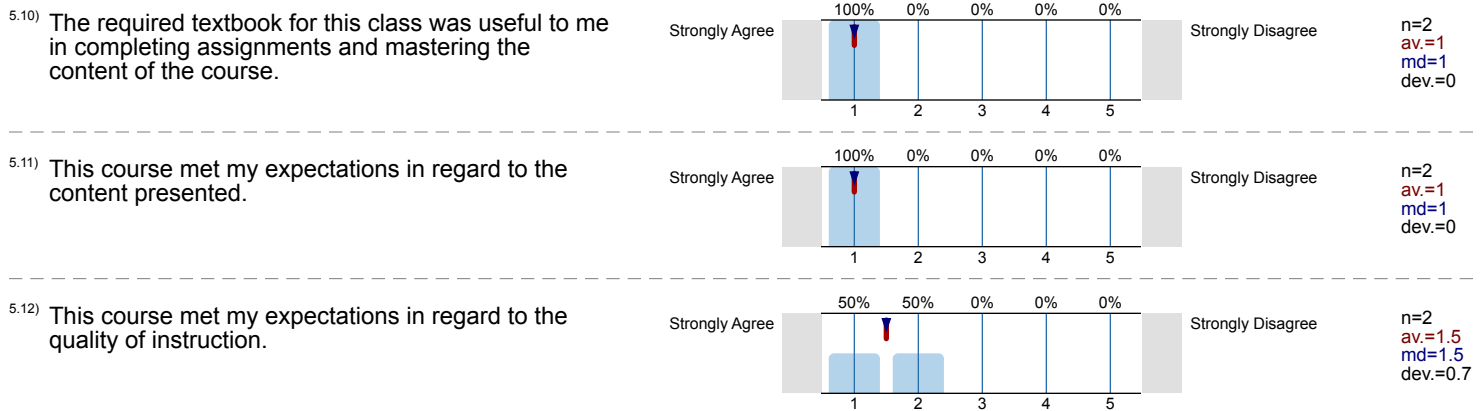 5.10) The required textbook for this class was useful to me
in completing assignments and mastering the
content of the course.
Strongly Agree
100% 0% 0% 0% 0%
1 2 3 4 5
Strongly Disagree
n=2
av.=1
md=1
dev.=0
5.11) This course met my expectations in regard to the
content presented.
Strongly Agree
100% 0% 0% 0% 0%
1 2 3 4 5
Strongly Disagree
n=2
av.=1
md=1
dev.=0
5.12) This course met my expectations in regard to the
quality of instruction.
Strongly Agree
50% 50% 0% 0% 0%
1 2 3 4 5
Strongly Disagree
n=2
av.=1.5
md=1.5
dev.=0.7